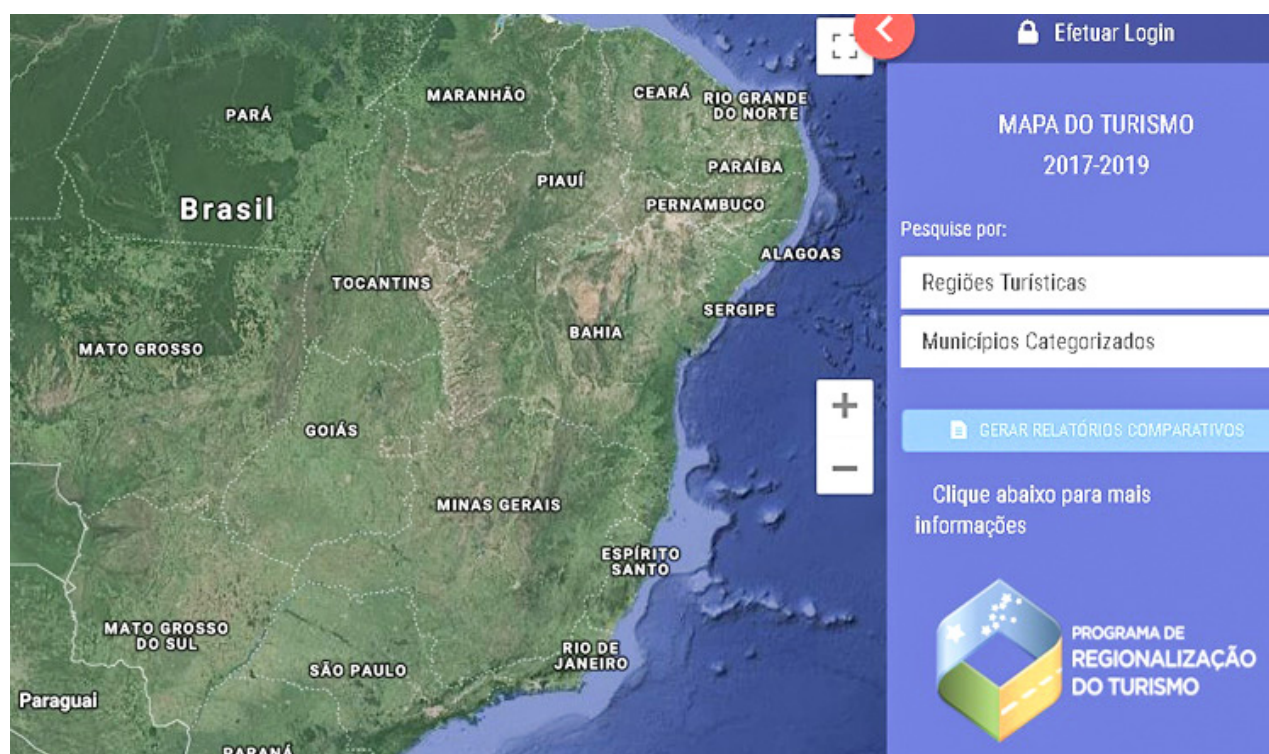 MARANHÃO
CEARÁ
RIO GRANDE
DO NORTE
PARÁ
PARAÍBA
PIAUÍ
Brasil
PERNAMBUCO
ALAGOAS
TOCANTINS
SERGIPE
BAHIA
MATO GROSSO
GOIÁS
MINAS GERAIS
ESPÍRITO
SANTO
MATO GROSSO
DO SUL
RIO DE
JANEIRO
SÃO PAULO
Paraguai
PARANÁ
Efetuar Login
MAPA DO TURISMO
2017-2019
Pesquise por:
Regiões Turísticas
Municípios Categorizados
GERAR RELATÓRIOS COMPARATIVOS
Clique abaixo para mais
informações
PROGRAMA DE
REGIONALIZAÇÃO
DO TURISMO